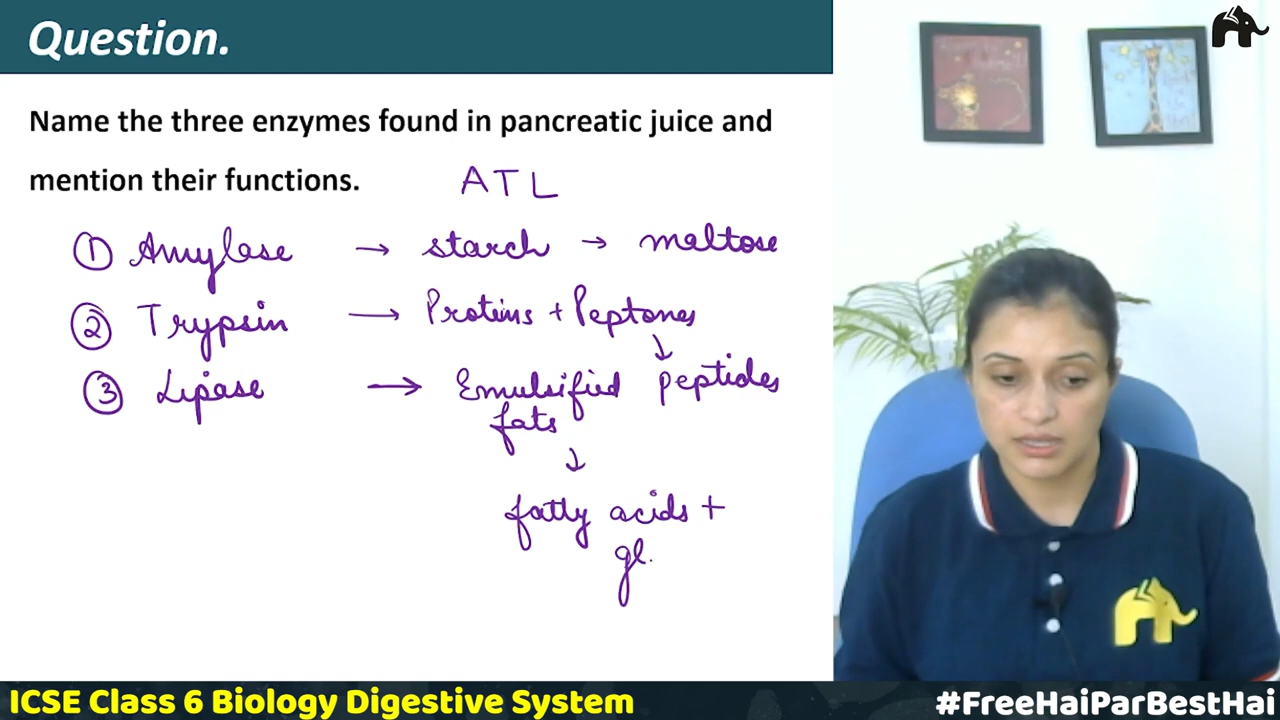 Question.
Name the three enzymes found in pancreatic juice and
mention their functions.
ATL
① Amylase → starch → maltose
② Trypsin → Proteins + Peptones
↓
③ Lipase → Emulsified peptides
fats
↓
fatty acids +
gl.
ICSE Class 6 Biology Digestive System
#FreeHaiParBestHai